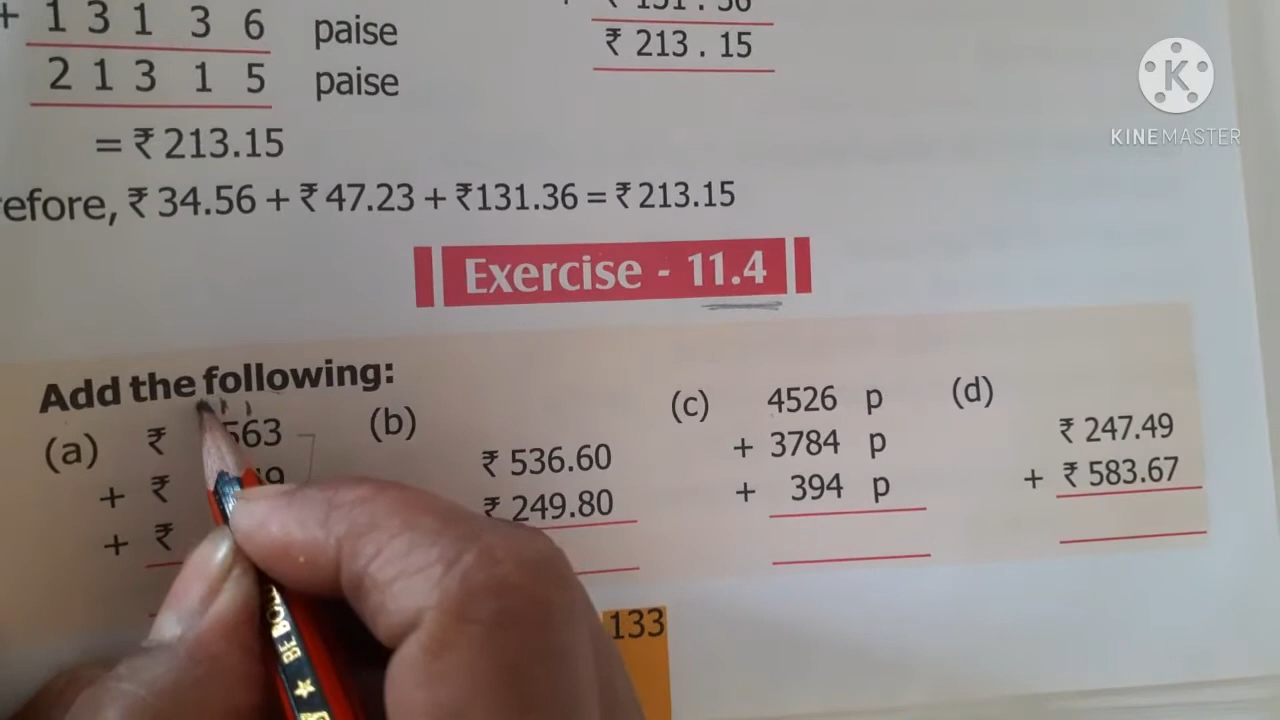 + 1 3 1 3 6 paise
2 1 3 1 5 paise
= ₹ 213.15
₹ 213 . 15
KINEMASTER
efore, ₹ 34.56 + ₹ 47.23 + ₹131.36 = ₹ 213.15
Exercise - 11.4
Add the following:
(a) ₹ 563
+ ₹
+ ₹
(b) ₹ 536.60
₹ 249.80
(c) 4526 p
+ 3784 p
+ 394 p
(d) ₹ 247.49
+ ₹ 583.67
133